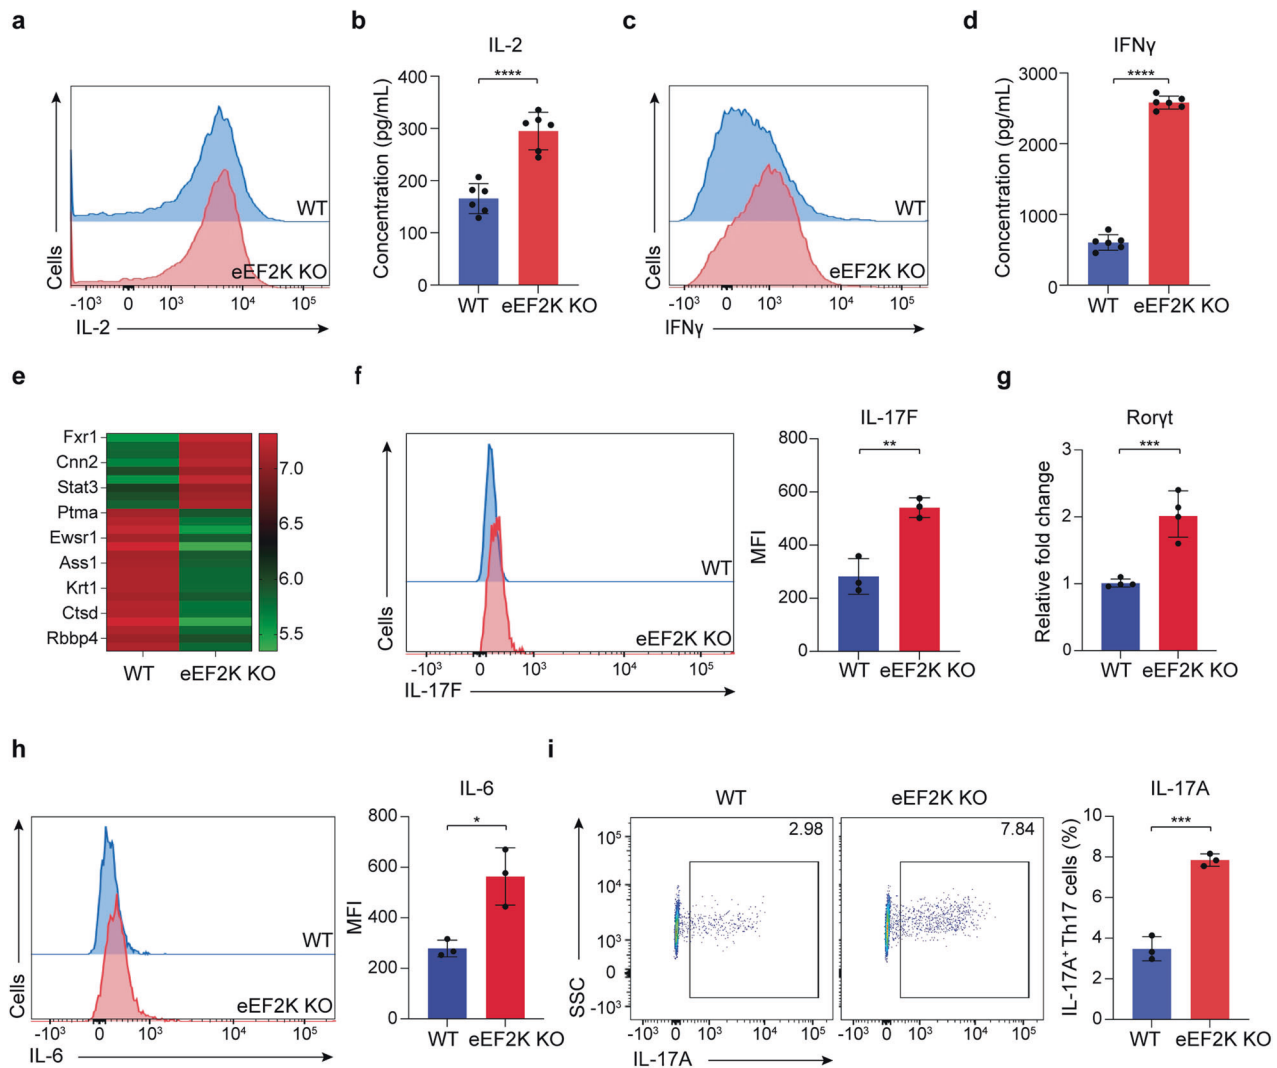 a
Cells
WT
eEF2K KO
-10³ 0 10³ 10⁴ 10⁵
IL-2
b
IL-2
Concentration (pg/mL)
400
300
200
100
0
****
WT eEF2K KO
c
Cells
WT
eEF2K KO
-10³ 0 10³ 10⁴ 10⁵
IFNγ
d
IFNγ
Concentration (pg/mL)
3000
2000
1000
0
****
WT eEF2K KO
e
Fxr1
Cnn2
Stat3
Ptma
Ewsr1
Ass1
Krt1
Ctsd
Rbbp4
WT eEF2K KO
7.0
6.5
6.0
5.5
f
Cells
WT
eEF2K KO
-10³ 0 10³ 10⁴ 10⁵
IL-17F
IL-17F
MFI
800
600
400
200
0
**
WT eEF2K KO
g
Rorγt
Relative fold change
3
2
1
0
***
WT eEF2K KO
h
Cells
WT
eEF2K KO
-10³ 0 10³ 10⁴ 10⁵
IL-6
IL-6
MFI
800
600
400
200
0
*
WT eEF2K KO
i
WT
2.98
SSC
10⁵
10⁴
10³
0
-10³
-10³ 0 10³ 10⁴ 10⁵
IL-17A
eEF2K KO
7.84
-10³ 0 10³ 10⁴ 10⁵
IL-17A
IL-17A⁺ Th17 cells (%)
10
8
6
4
2
0
***
WT eEF2K KO